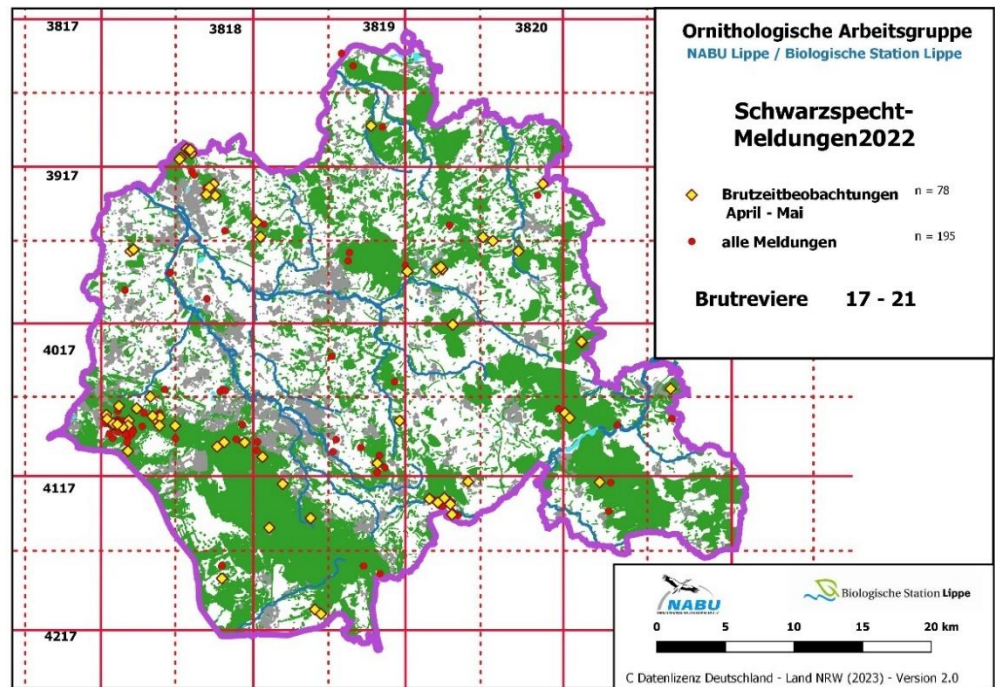 3817
3818
3819
3820
3917
4017
4117
4217
Ornithologische Arbeitsgruppe
NABU Lippe / Biologische Station Lippe
Schwarzspecht-
Meldungen2022
Brutzeitbeobachtungen n = 78
April - Mai
alle Meldungen n = 195
Brutreviere 17 - 21
NABU
Biologische Station Lippe
0 5 10 15 20 km
C Datenlizenz Deutschland - Land NRW (2023) - Version 2.0